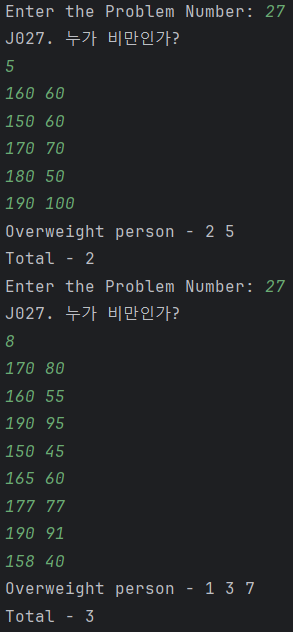 Enter the Problem Number: 27
J027. 누가 비만인가?
5
160 60
150 60
170 70
180 50
190 100
Overweight person - 2 5
Total - 2
Enter the Problem Number: 27
J027. 누가 비만인가?
8
170 80
160 55
190 95
150 45
165 60
177 77
190 91
158 40
Overweight person - 1 3 7
Total - 3